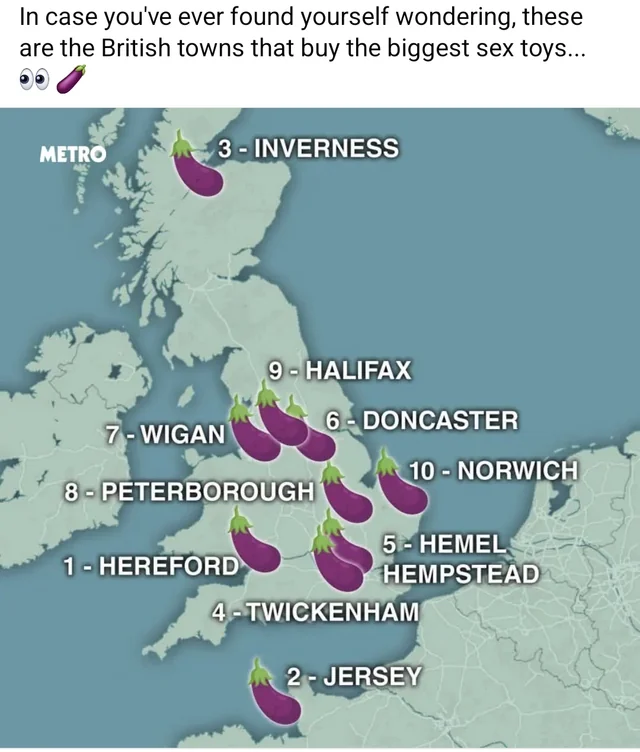 In case you've ever found yourself wondering, these
are the British towns that buy the biggest sex toys...
👀 🍆
METRO
3 - INVERNESS
9 - HALIFAX
6 - DONCASTER
7 - WIGAN
10 - NORWICH
8 - PETERBOROUGH
5 - HEMEL
HEMPSTEAD
1 - HEREFORD
4 - TWICKENHAM
2 - JERSEY